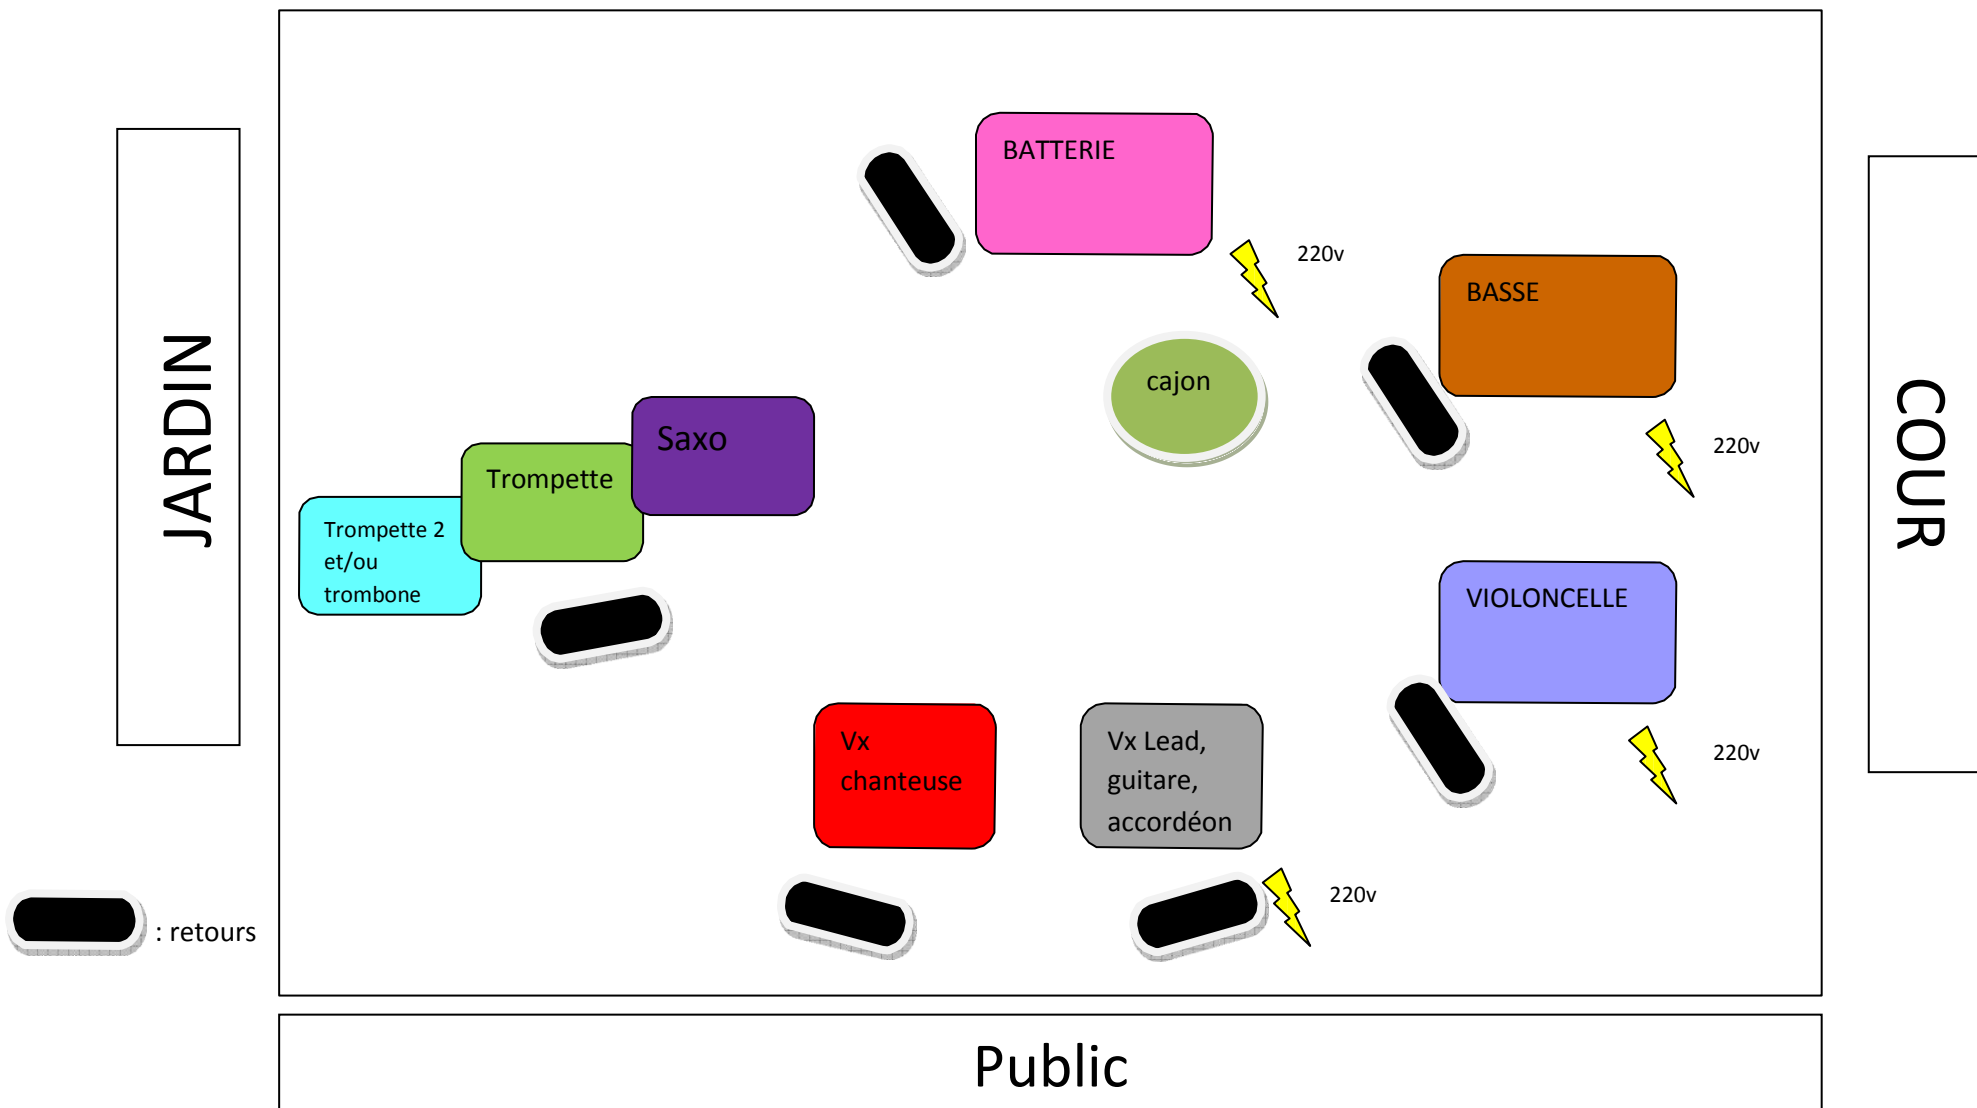 BATTERIE
220v
BASSE
JARDIN
cajon
COUR
Saxo
220v
Trompette
Trompette 2
et/ou
trombone
VIOLONCELLE
Vx
chanteuse
Vx Lead,
guitare,
accordéon
220v
220v
: retours
Public